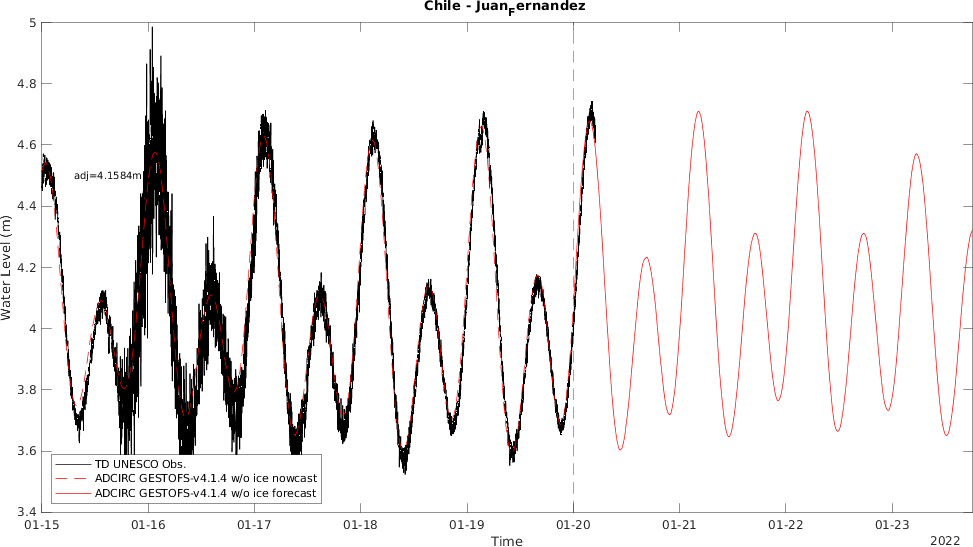 Chile - Juan_Fernandez
Water Level (m)
5
4.8
4.6
4.4
4.2
4
3.8
3.6
3.4
adj=4.1584m
TD UNESCO Obs.
ADCIRC GESTOFS-v4.1.4 w/o ice nowcast
ADCIRC GESTOFS-v4.1.4 w/o ice forecast
01-15 01-16 01-17 01-18 01-19 01-20 01-21 01-22 01-23
Time
2022